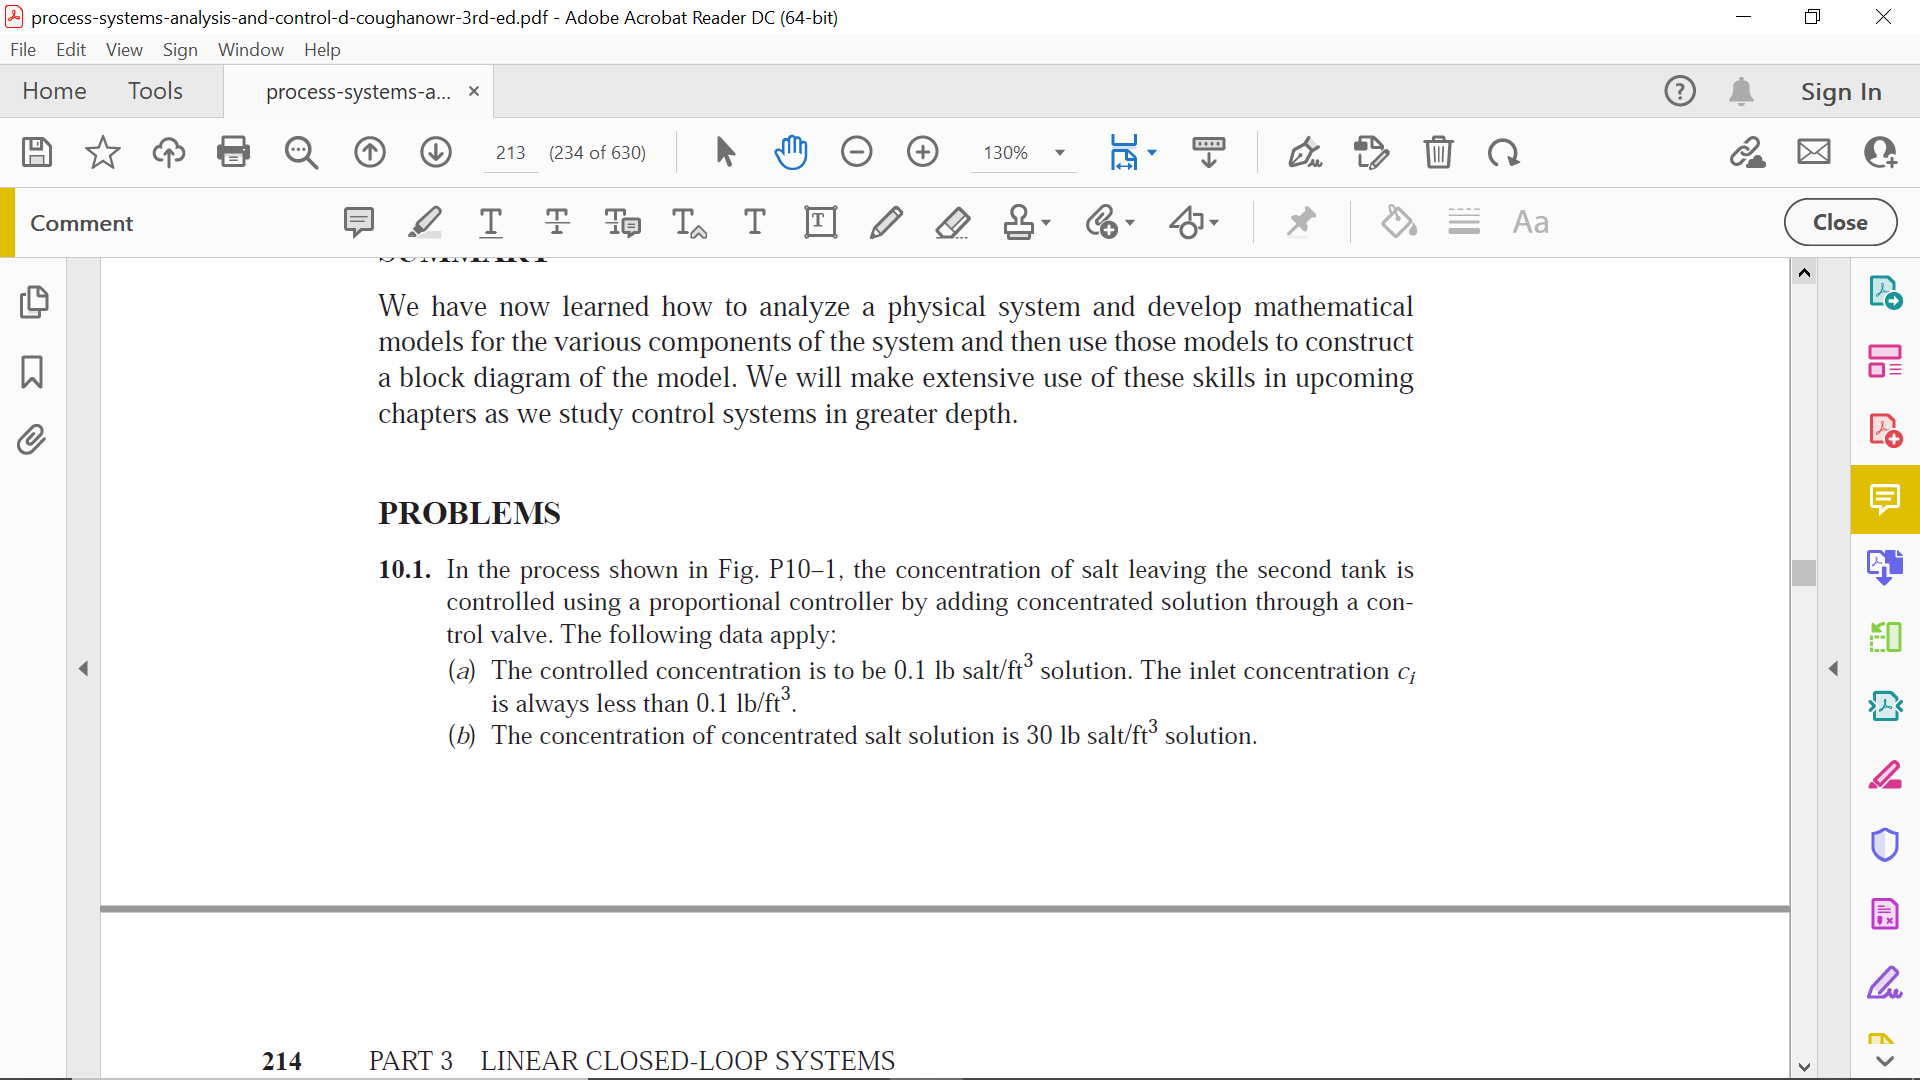 process-systems-analysis-and-control-d-coughanowr-3rd-ed.pdf - Adobe Acrobat Reader DC (64-bit)
File Edit View Sign Window Help
Home Tools process-systems-a... × Sign In
213 (234 of 630) 130%
Comment Aa Close
SUMMARY
We have now learned how to analyze a physical system and develop mathematical
models for the various components of the system and then use those models to construct
a block diagram of the model. We will make extensive use of these skills in upcoming
chapters as we study control systems in greater depth.
PROBLEMS
10.1. In the process shown in Fig. P10–1, the concentration of salt leaving the second tank is
controlled using a proportional controller by adding concentrated solution through a con-
trol valve. The following data apply:
(a) The controlled concentration is to be 0.1 lb salt/ft³ solution. The inlet concentration cᵢ
is always less than 0.1 lb/ft³.
(b) The concentration of concentrated salt solution is 30 lb salt/ft³ solution.
214 PART 3 LINEAR CLOSED-LOOP SYSTEMS